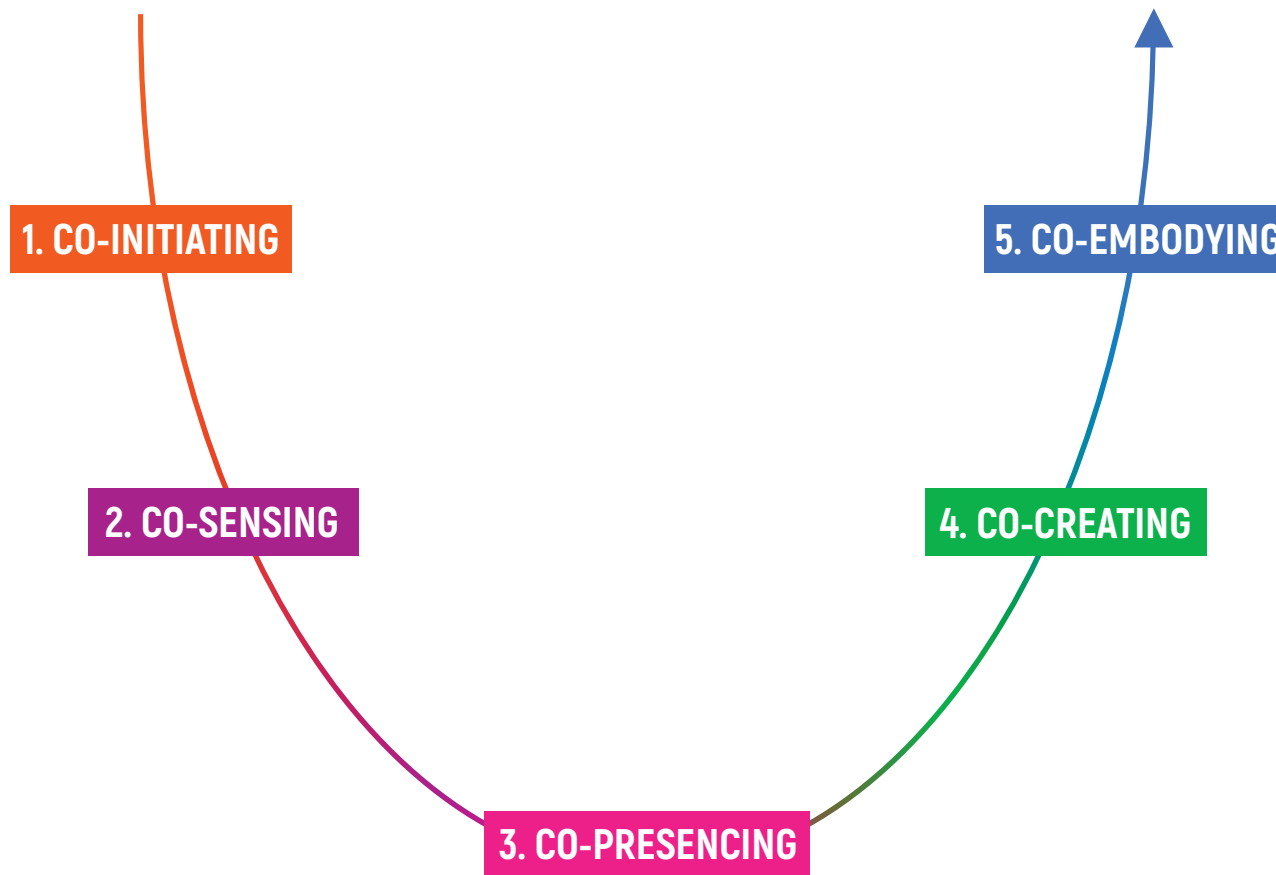 1. CO-INITIATING
2. CO-SENSING
3. CO-PRESENCING
4. CO-CREATING
5. CO-EMBODYING